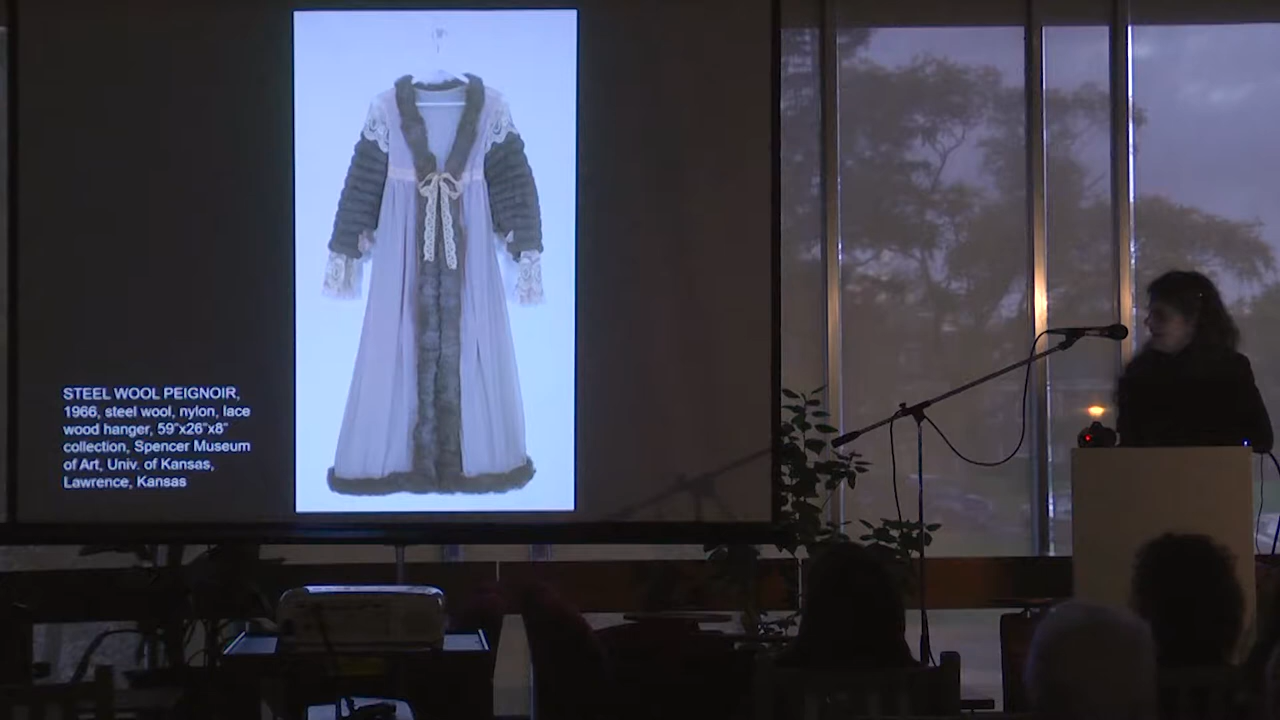 STEEL WOOL PEIGNOIR,
1966, steel wool, nylon, lace
wood hanger, 59"x26"x8"
collection, Spencer Museum
of Art, Univ. of Kansas,
Lawrence, Kansas